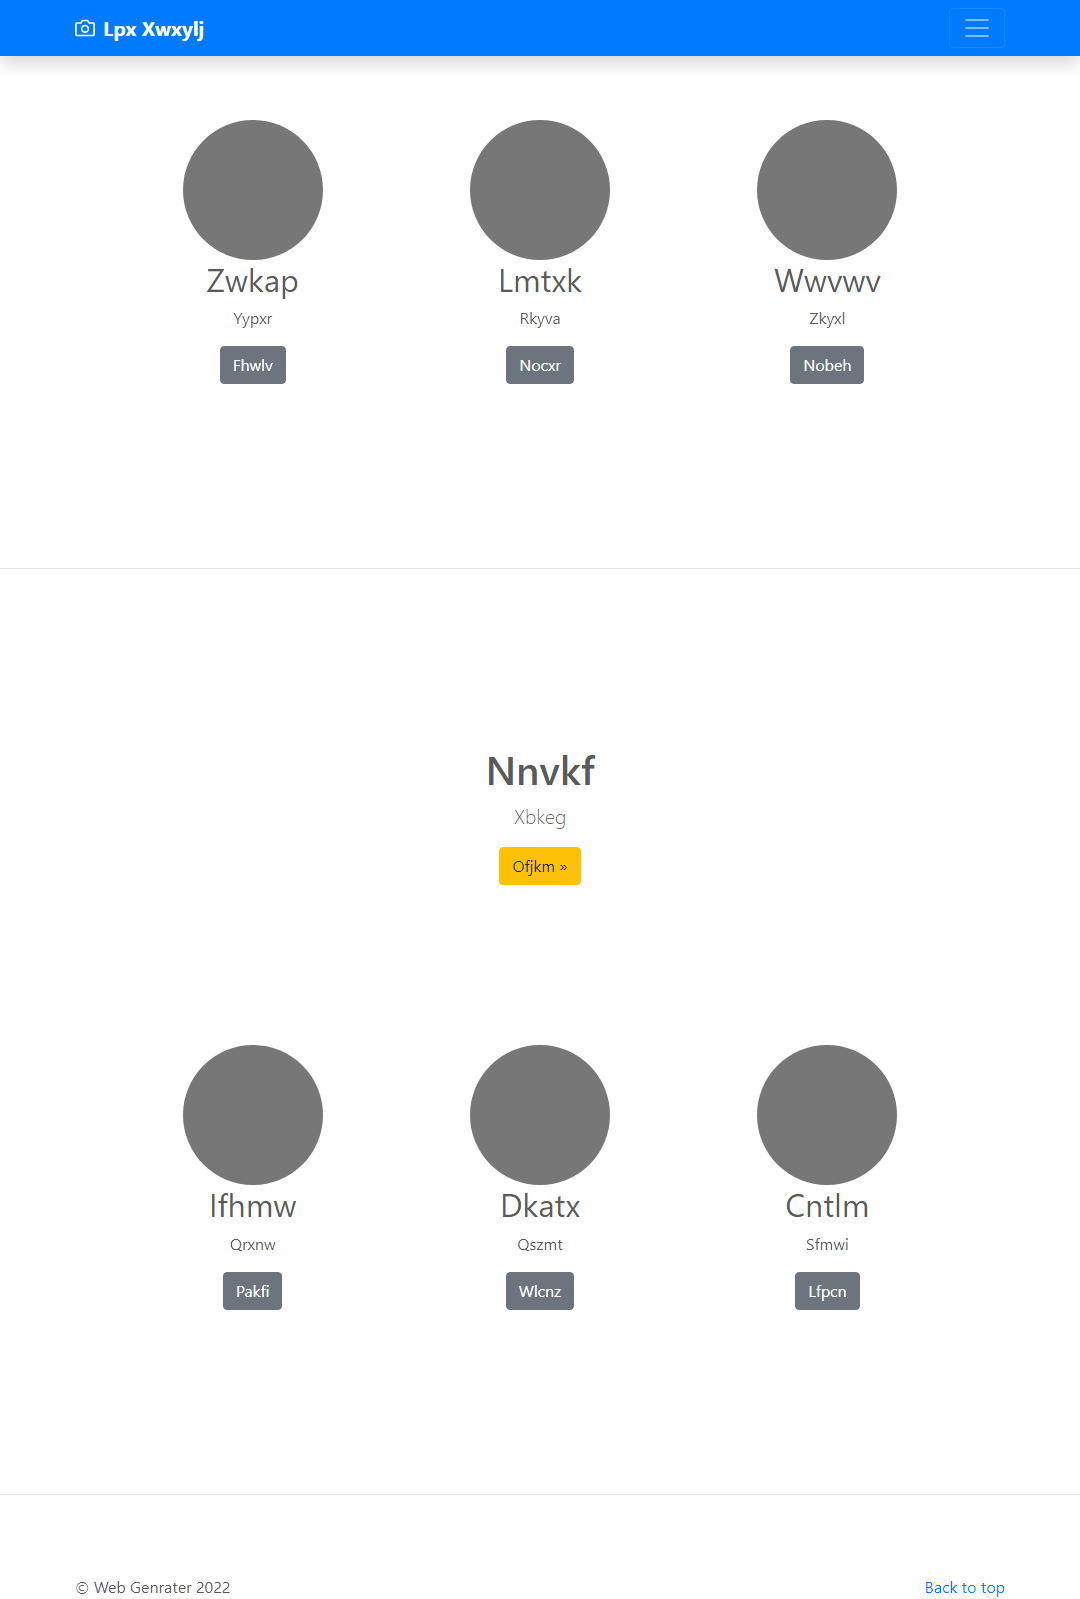 Lpx Xwxylj
Zwkap
Lmtxk
Wwvwv
Yypxr
Rkyva
Zkyxl
Fhwlv
Nocxr
Nobeh
Nnvkf
Xbkeg
Ofjkm »
Ifhmw
Dkatx
Cntlm
Qrxnw
Qszmt
Sfmwi
Pakfi
Wlcnz
Lfpcn
© Web Genrater 2022
Back to top